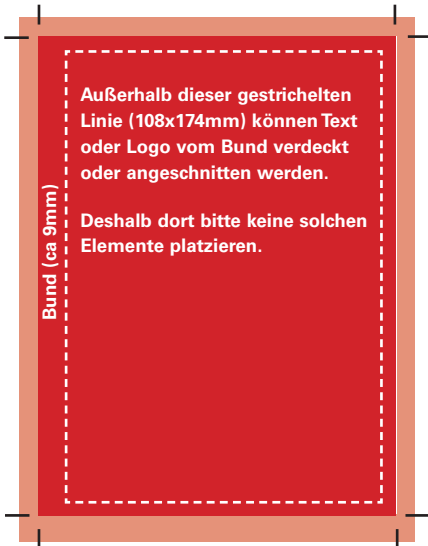 Außerhalb dieser gestrichelten
Linie (108x174mm) können Text
oder Logo vom Bund verdeckt
oder angeschnitten werden.
Deshalb dort bitte keine solchen
Elemente platzieren.
Bund (ca 9mm)